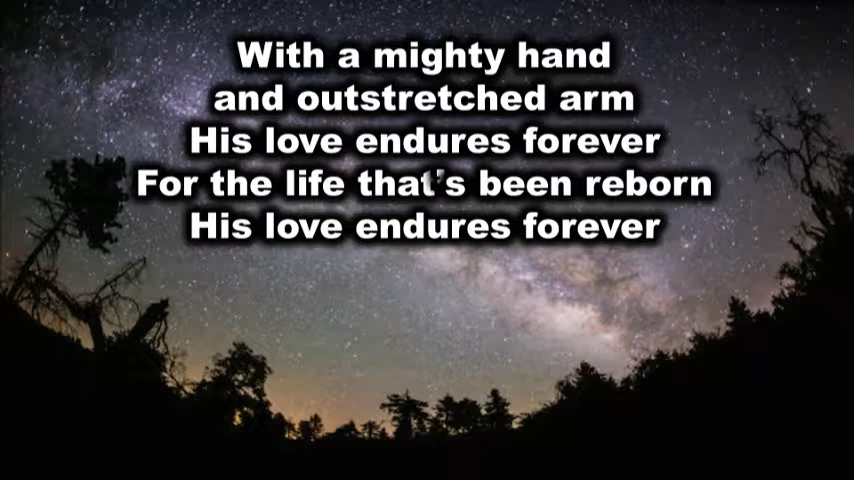 With a mighty hand
and outstretched arm
His love endures forever
For the life that's been reborn
His love endures forever